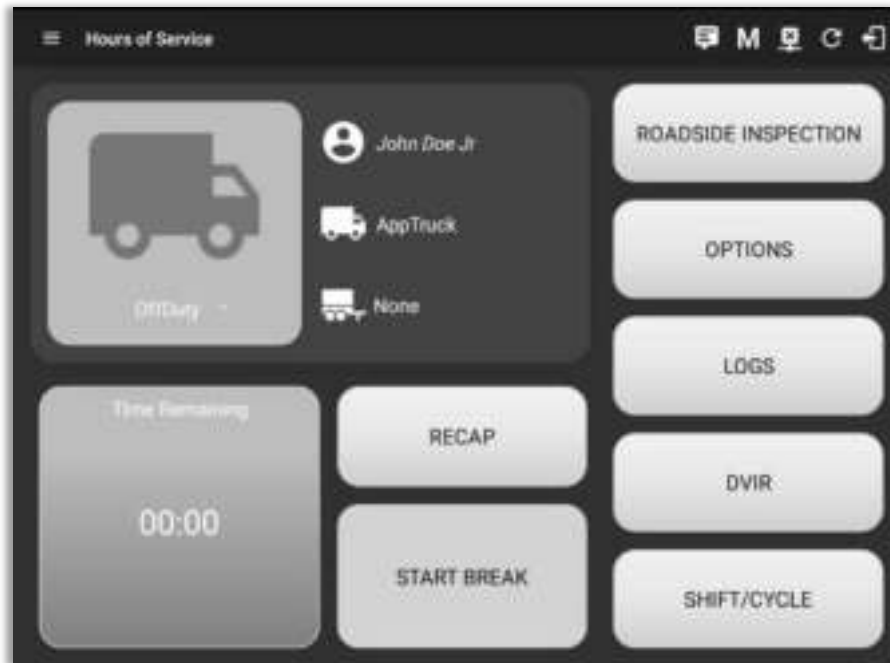 Hours of Service
M
John Doe Jr
AppTruck
None
OffDuty
Time Remaining
00:00
RECAP
START BREAK
ROADSIDE INSPECTION
OPTIONS
LOGS
DVIR
SHIFT/CYCLE